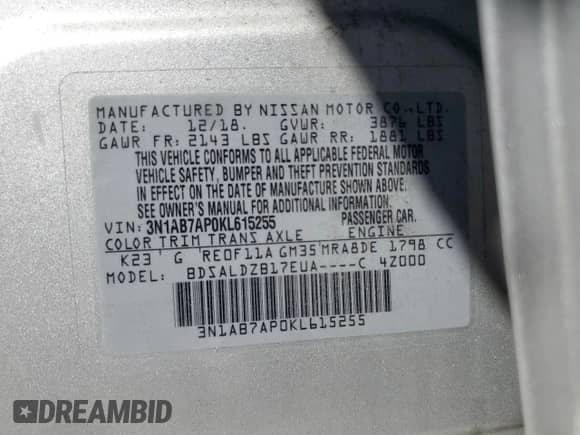 MANUFACTURED BY NISSAN MOTOR CO.,LTD.
DATE: 12/18. GVWR: 3876 LBS
GAWR FR: 2143 LBS GAWR RR: 1881 LBS
THIS VEHICLE CONFORMS TO ALL APPLICABLE FEDERAL MOTOR
VEHICLE SAFETY, BUMPER AND THEFT PREVENTION STANDARDS
IN EFFECT ON THE DATE OF MANUFACTURE SHOWN ABOVE.
SEE OWNER'S MANUAL FOR ADDITIONAL INFORMATION.
VIN: 3N1AB7AP0KL615255 PASSENGER CAR.
COLOR TRIM TRANS AXLE ENGINE
K23 G RE0F11A GM35 MRA8DE 1798 CC
MODEL: BDSALDZB17EUA----C 4Z000
3N1AB7AP0KL615255
DREAMBID